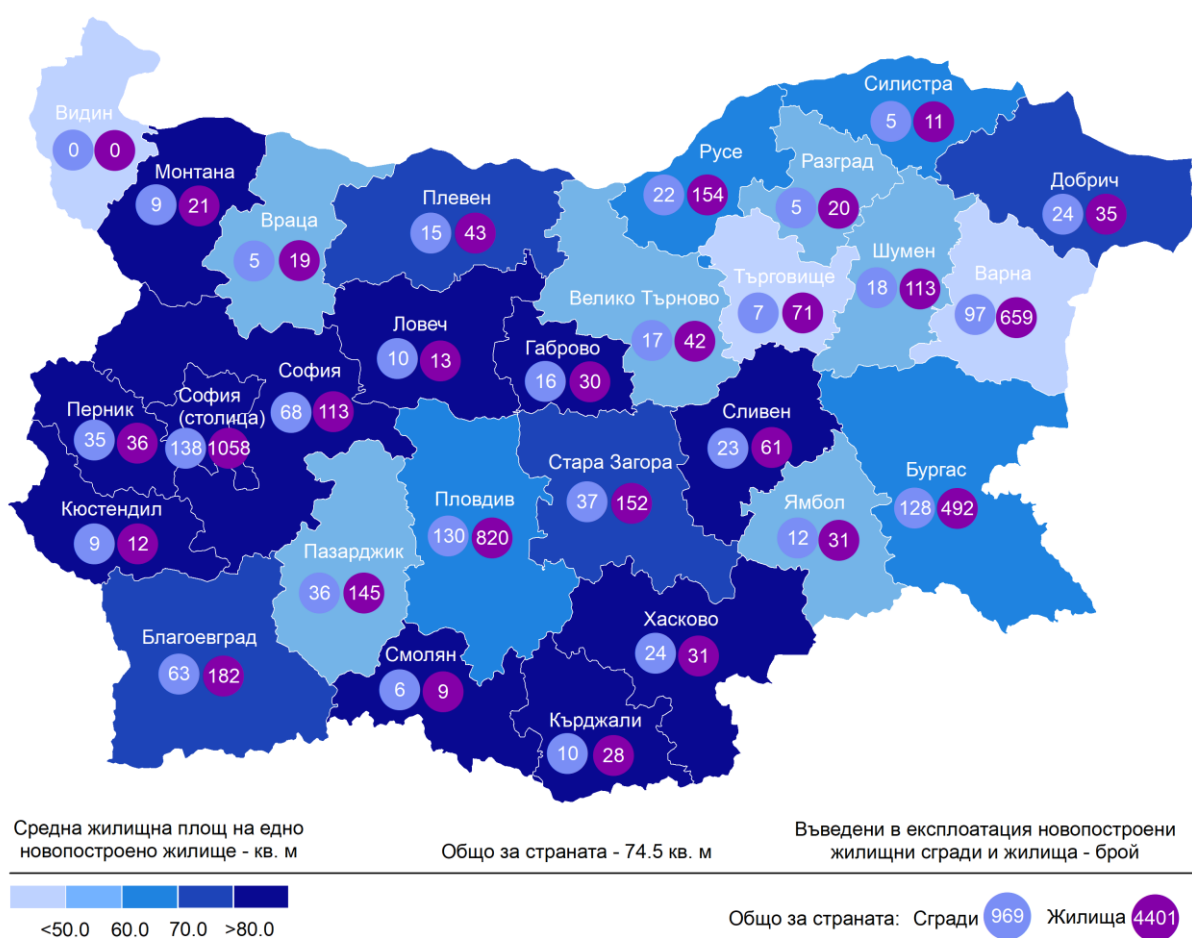 Видин
0 0
Монтана
9 21
Враца
5 19
Плевен
15 43
Русе
22 154
Силистра
5 11
Разград
5 20
Добрич
24 35
Шумен
18 113
Търговище
7 71
Варна
97 659
Велико Търново
17 42
Ловеч
10 13
Габрово
16 30
София
68 113
София
(столица)
138 1058
Перник
35 36
Кюстендил
9 12
Сливен
23 61
Стара Загора
37 152
Пловдив
130 820
Бургас
128 492
Ямбол
12 31
Пазарджик
36 145
Благоевград
63 182
Смолян
6 9
Хасково
24 31
Кърджали
10 28
Средна жилищна площ на едно
новопостроено жилище - кв. м
Общо за страната - 74.5 кв. м
Въведени в експлоатация новопостроени
жилищни сгради и жилища - брой
<50.0 60.0 70.0 >80.0
Общо за страната: Сгради 969 Жилища 4401